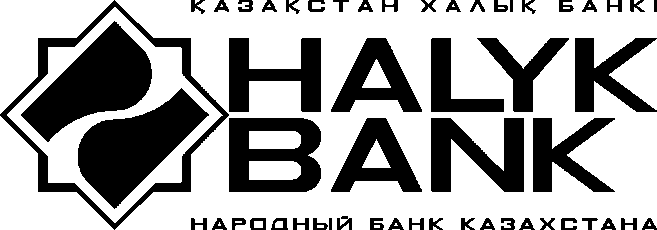 ҚАЗАҚСТАН ХАЛЫҚ БАНКІ
HALYK
BANK
НАРОДНЫЙ БАНК КАЗАХСТАНА